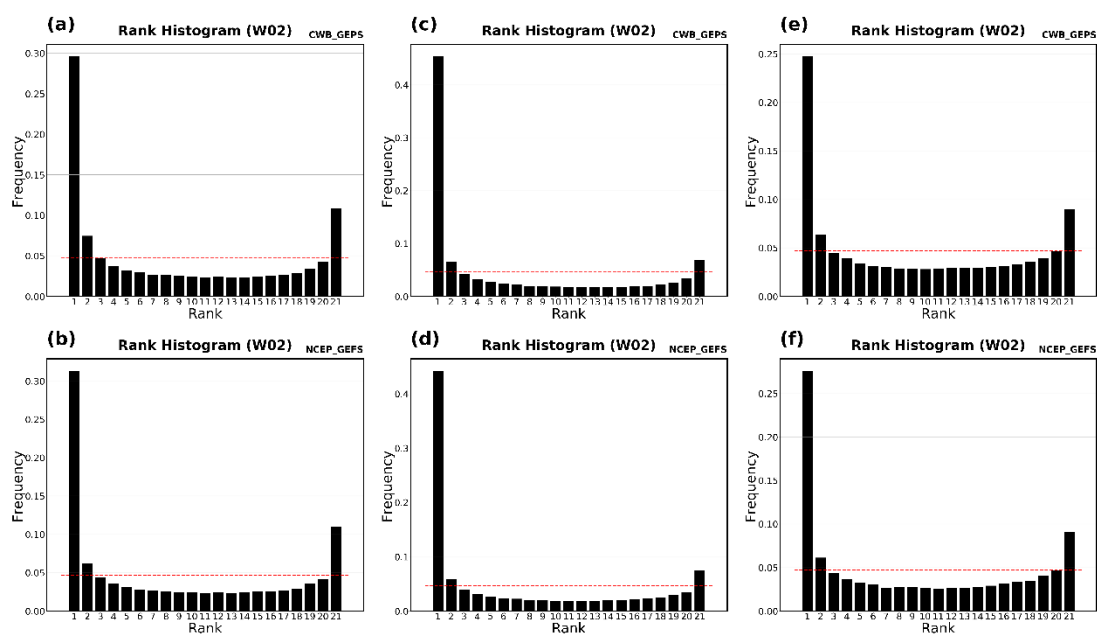 (a)
Rank Histogram (W02) CWB_GEPS
Frequency
0.30
0.15
0.10
0.05
0.00
1 2 3 4 5 6 7 8 9 10 11 12 13 14 15 16 17 18 19 20 21
Rank
(c)
Rank Histogram (W02) CWB_GEPS
Frequency
0.4
0.3
0.2
0.1
0.0
1 2 3 4 5 6 7 8 9 10 11 12 13 14 15 16 17 18 19 20 21
Rank
(e)
Rank Histogram (W02) CWB_GEPS
Frequency
0.25
0.20
0.15
0.10
0.05
0.00
1 2 3 4 5 6 7 8 9 10 11 12 13 14 15 16 17 18 19 20 21
Rank
(b)
Rank Histogram (W02) NCEP_GEFS
Frequency
0.30
0.25
0.20
0.15
0.10
0.05
0.00
1 2 3 4 5 6 7 8 9 10 11 12 13 14 15 16 17 18 19 20 21
Rank
(d)
Rank Histogram (W02) NCEP_GEFS
Frequency
0.4
0.3
0.2
0.1
0.0
1 2 3 4 5 6 7 8 9 10 11 12 13 14 15 16 17 18 19 20 21
Rank
(f)
Rank Histogram (W02) NCEP_GEFS
Frequency
0.25
0.20
0.15
0.10
0.05
0.00
1 2 3 4 5 6 7 8 9 10 11 12 13 14 15 16 17 18 19 20 21
Rank